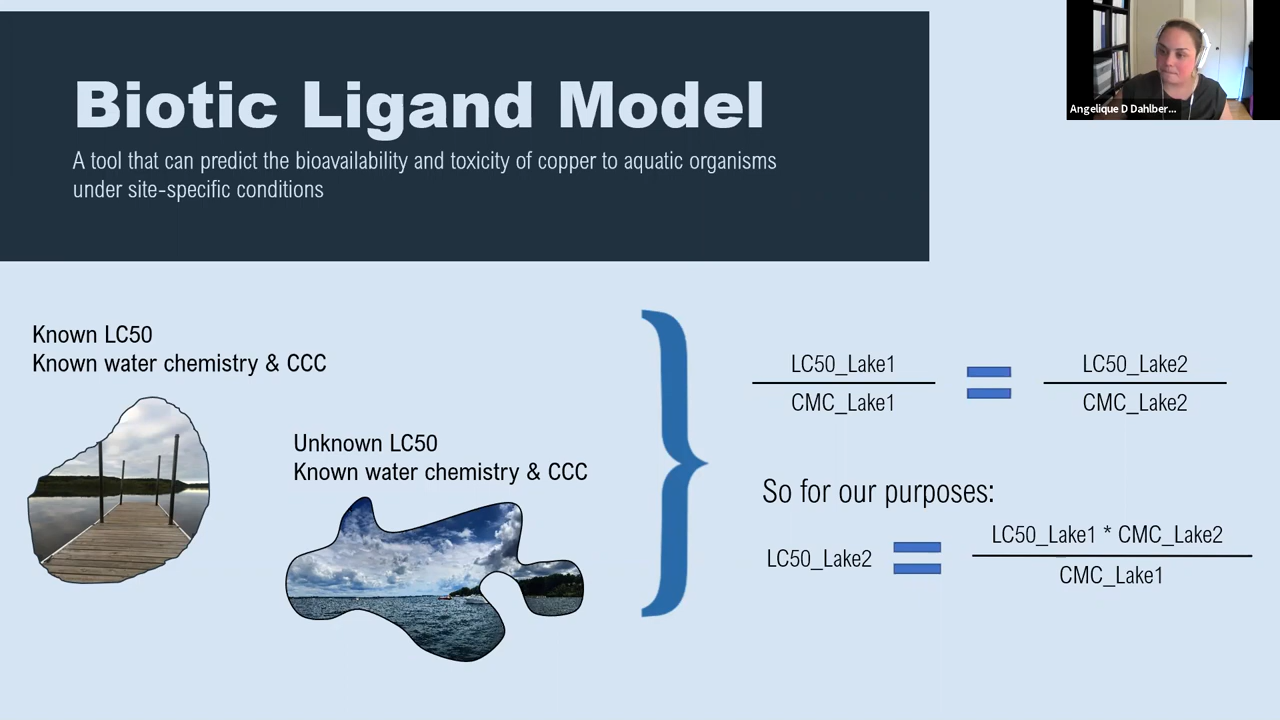 Biotic Ligand Model
A tool that can predict the bioavailability and toxicity of copper to aquatic organisms
under site-specific conditions
Angelique D Dahlber...
Known LC50
Known water chemistry & CCC
Unknown LC50
Known water chemistry & CCC
LC50_Lake1
CMC_Lake1
=
LC50_Lake2
CMC_Lake2
So for our purposes:
LC50_Lake2
=
LC50_Lake1 * CMC_Lake2
CMC_Lake1